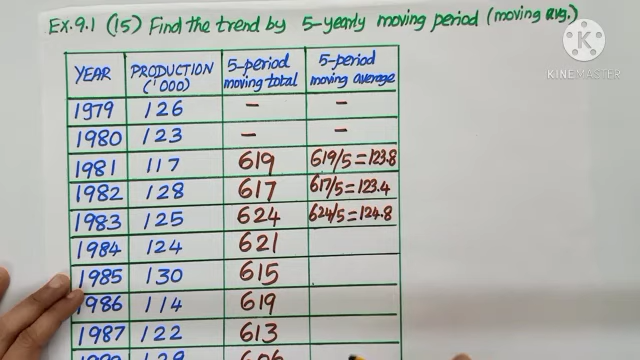 Ex.9.1 (15) Find the trend by 5-yearly moving period (moving avg.)
KINEMASTER
YEAR PRODUCTION ('000) 5-period moving total 5-period moving average
1979 126 - -
1980 123 - -
1981 117 619 619/5=123.8
1982 128 617 617/5=123.4
1983 125 624 624/5=124.8
1984 124 621
1985 130 615
1986 114 619
1987 122 613